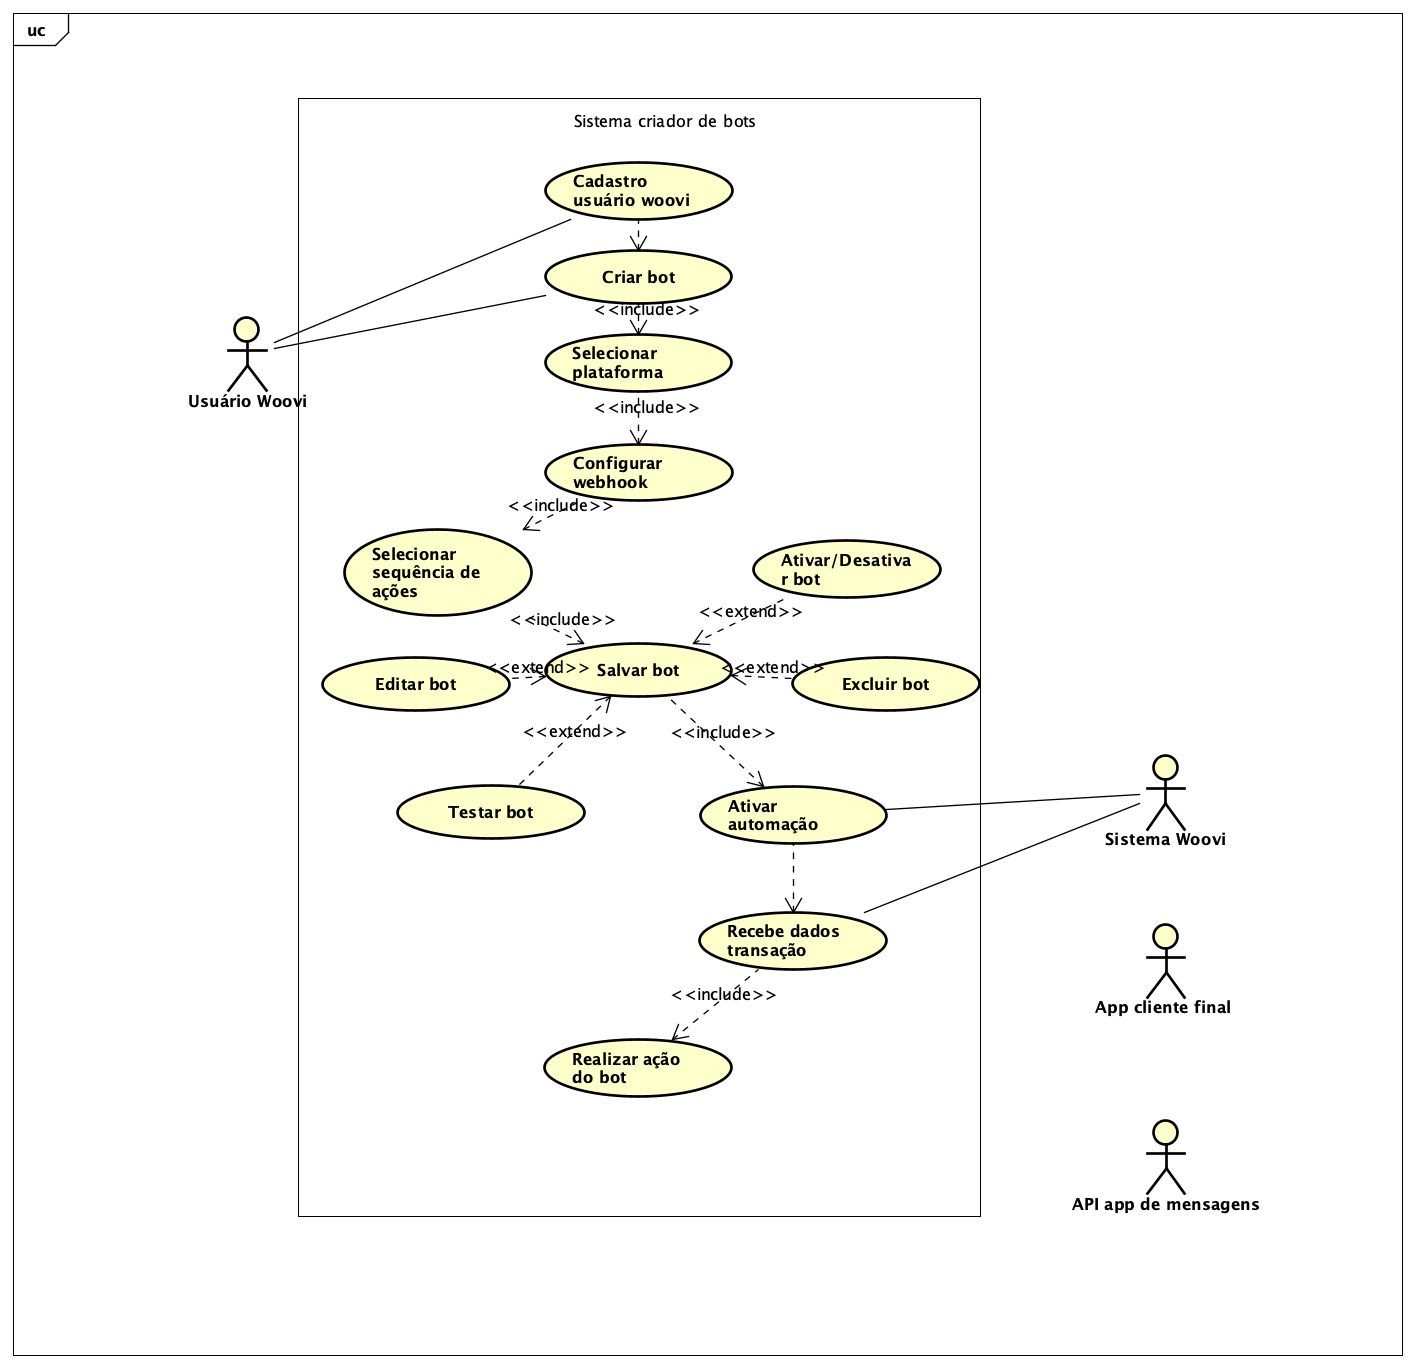 uc
Sistema criador de bots
Cadastro
usuário woovi
Criar bot
<<include>>
Selecionar
plataforma
Usuário Woovi
<<include>>
Configurar
webhook
<<include>>
Selecionar
sequência de
ações
Ativar/Desativa
r bot
<<extend>>
<<include>>
Editar bot
<<extend>>
Salvar bot
<<extend>>
Excluir bot
<<extend>>
<<include>>
Testar bot
Ativar
automação
Sistema Woovi
Recebe dados
transação
<<include>>
App cliente final
Realizar ação
do bot
API app de mensagens